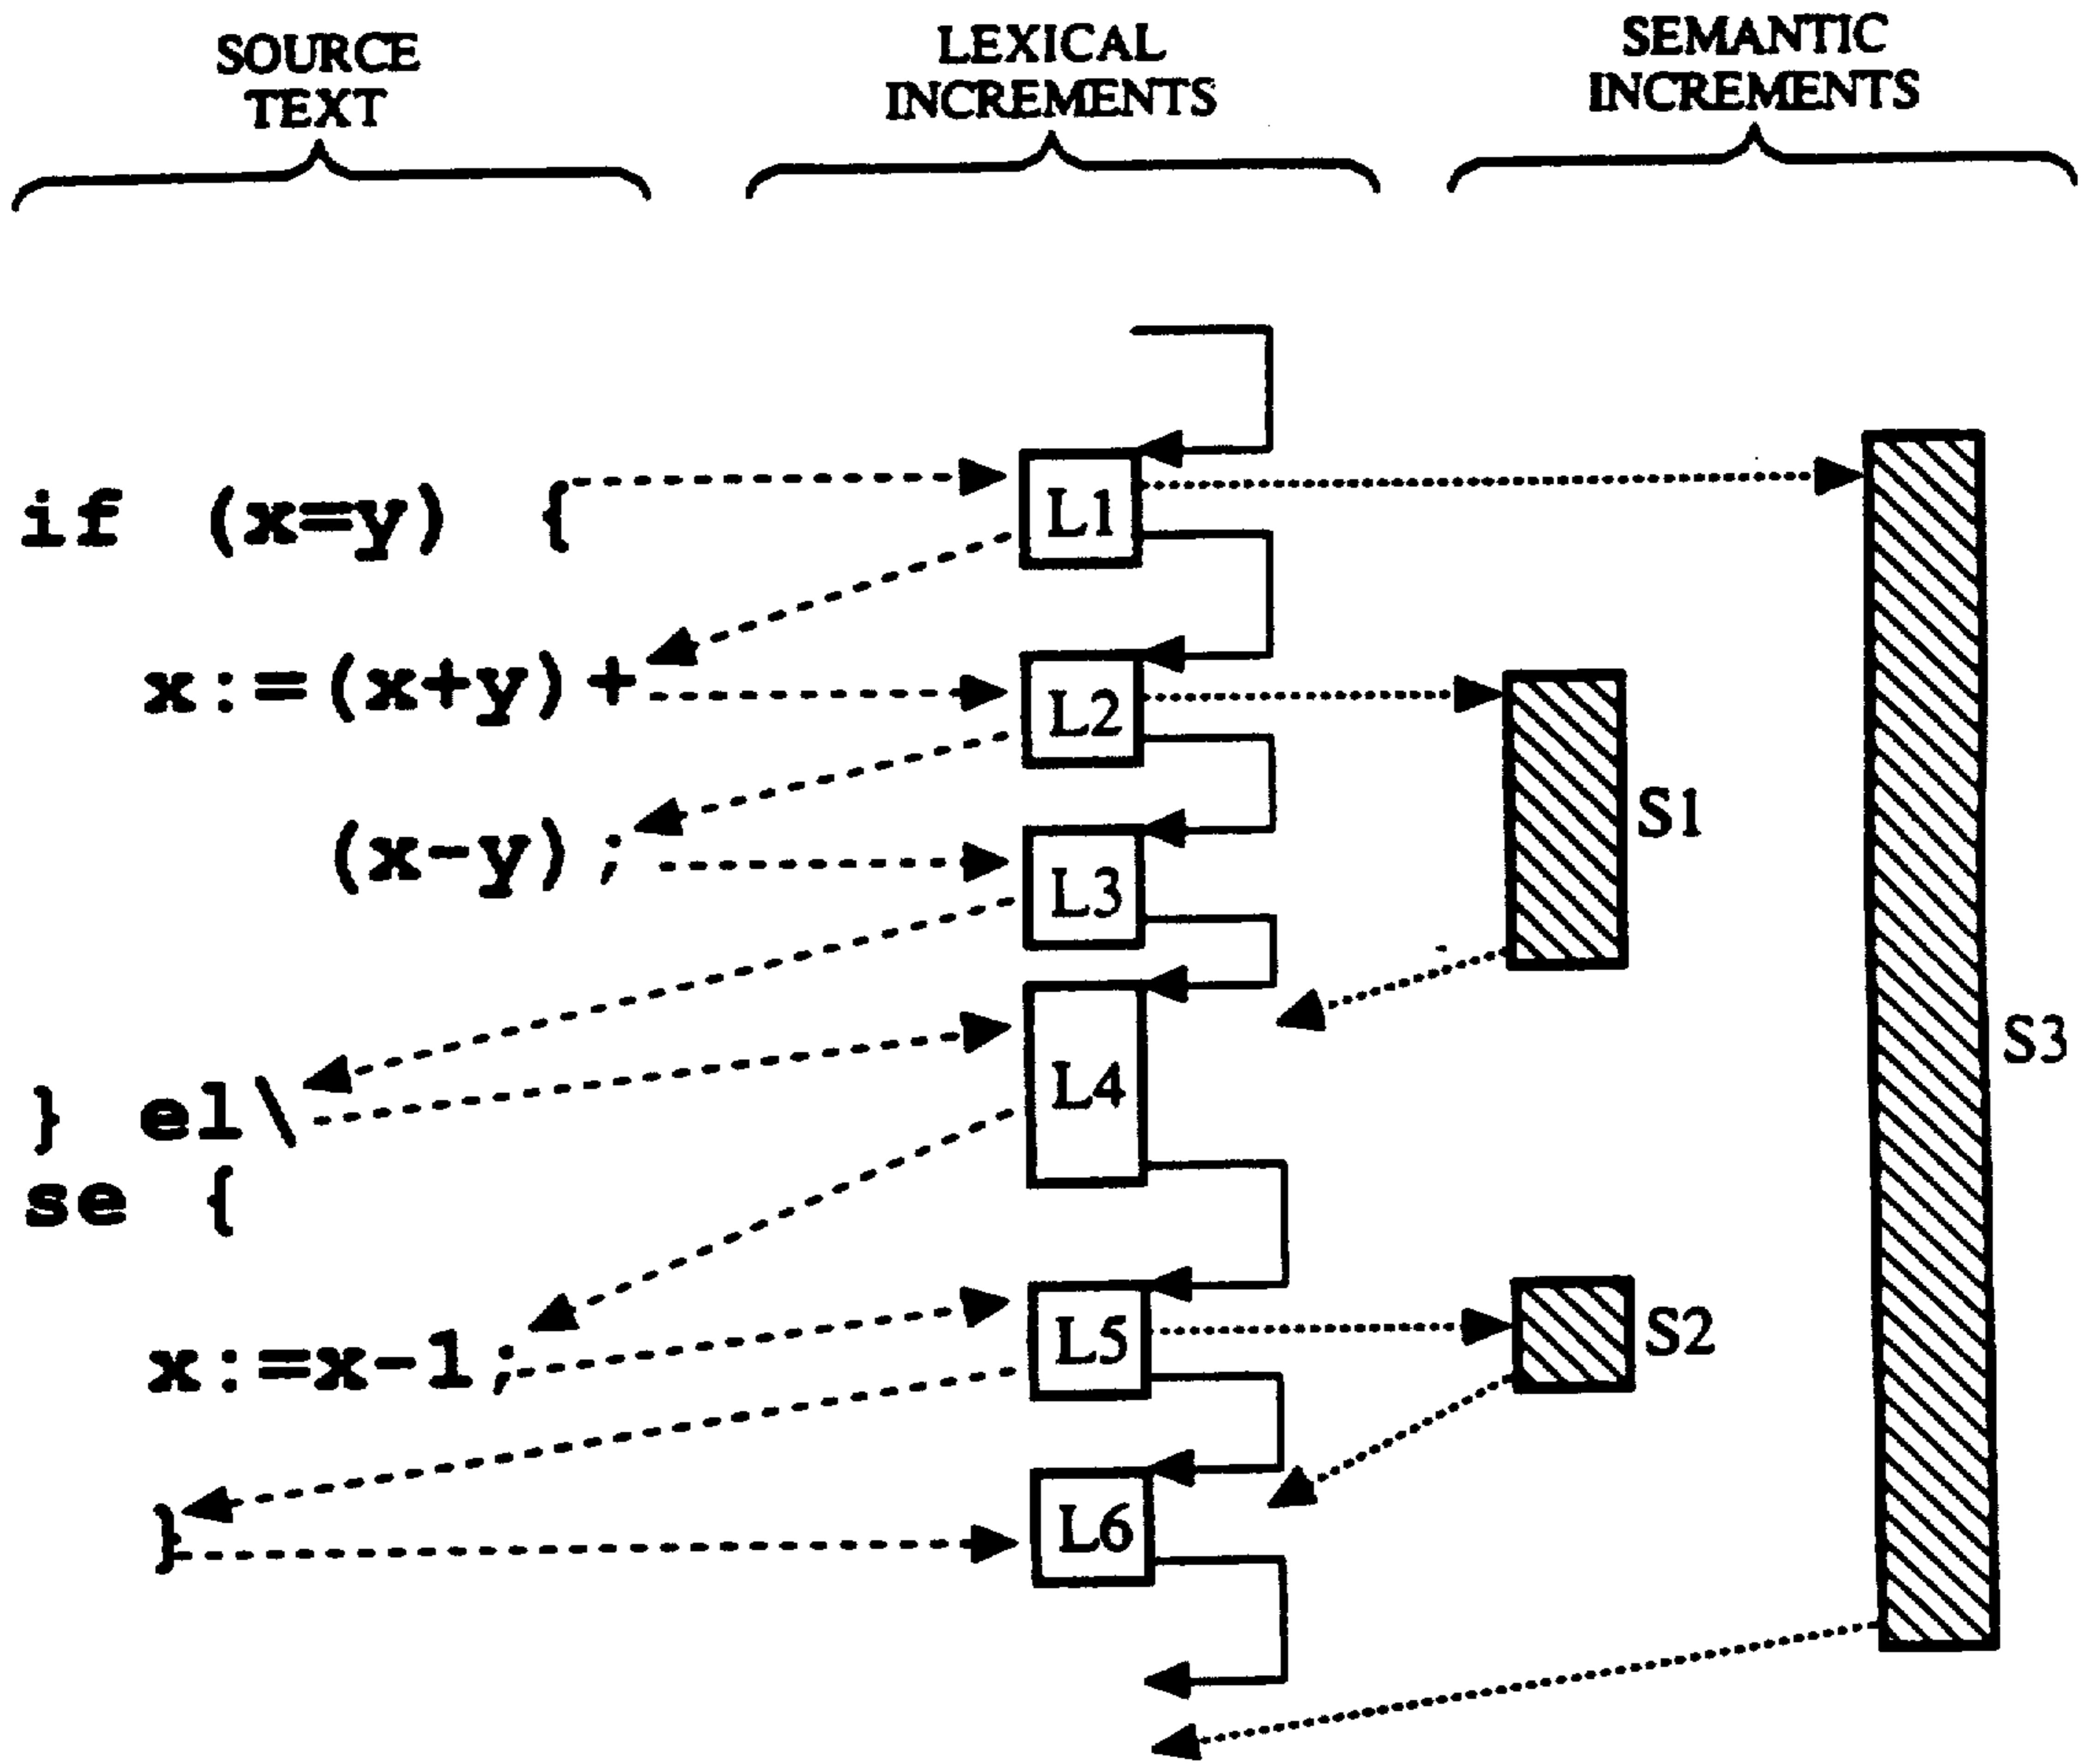 SOURCE
TEXT
LEXICAL
INCREMENTS
SEMANTIC
INCREMENTS
if (x=y) {
L1
x:=(x+y)+
L2
S1
(x-y);
L3
S3
} el\
L4
se {
x:=x-1;
L5
S2
}
L6